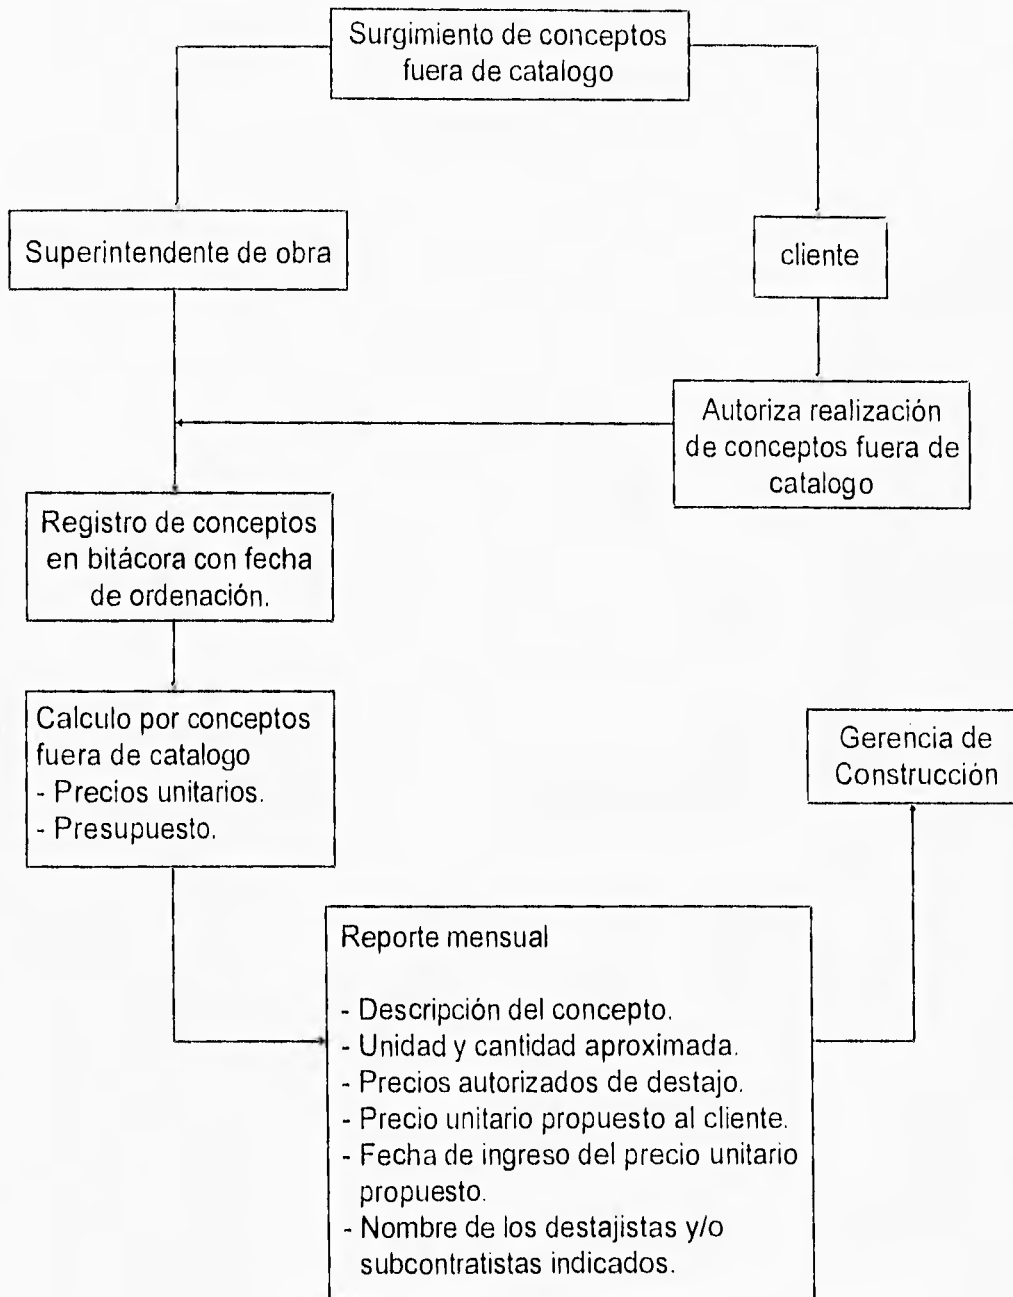 Surgimiento de conceptos
fuera de catalogo
Superintendente de obra
cliente
Autoriza realización
de conceptos fuera de
catalogo
Registro de conceptos
en bitácora con fecha
de ordenación.
Calculo por conceptos
fuera de catalogo
- Precios unitarios.
- Presupuesto.
Gerencia de
Construcción
Reporte mensual
- Descripción del concepto.
- Unidad y cantidad aproximada.
- Precios autorizados de destajo.
- Precio unitario propuesto al cliente.
- Fecha de ingreso del precio unitario
propuesto.
- Nombre de los destajistas y/o
subcontratistas indicados.